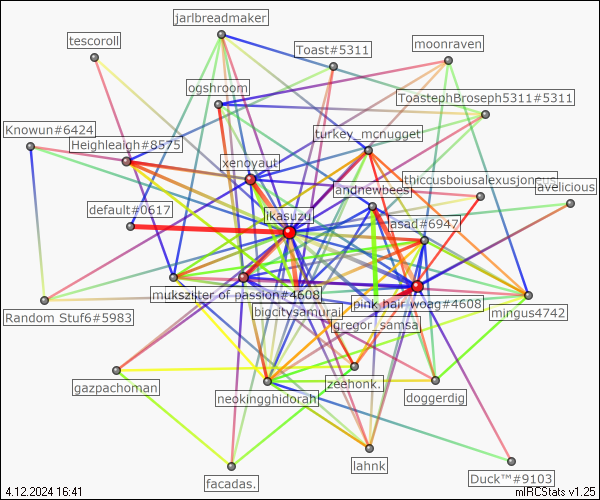 jarlbreadmaker
tescoroll
Toast#5311
moonraven
ogshroom
ToastephBroseph5311#5311
Knowun#6424
turkey_mcnugget
Heighlealgh#8575
xenoyaut
andnewbees
avelicious
default#0617
ikasuzu
asad#6947
of passion#4608
pink hair woag#4608
bigcitysamurai
mingus4742
Random Stuf6#5983
gregor_samsa
zeehonk.
gazpachoman
neokingghidorah
doggerdig
lahnk
facadas.
Duck™#9103
4.12.2024 16:41
mIRCStats v1.25